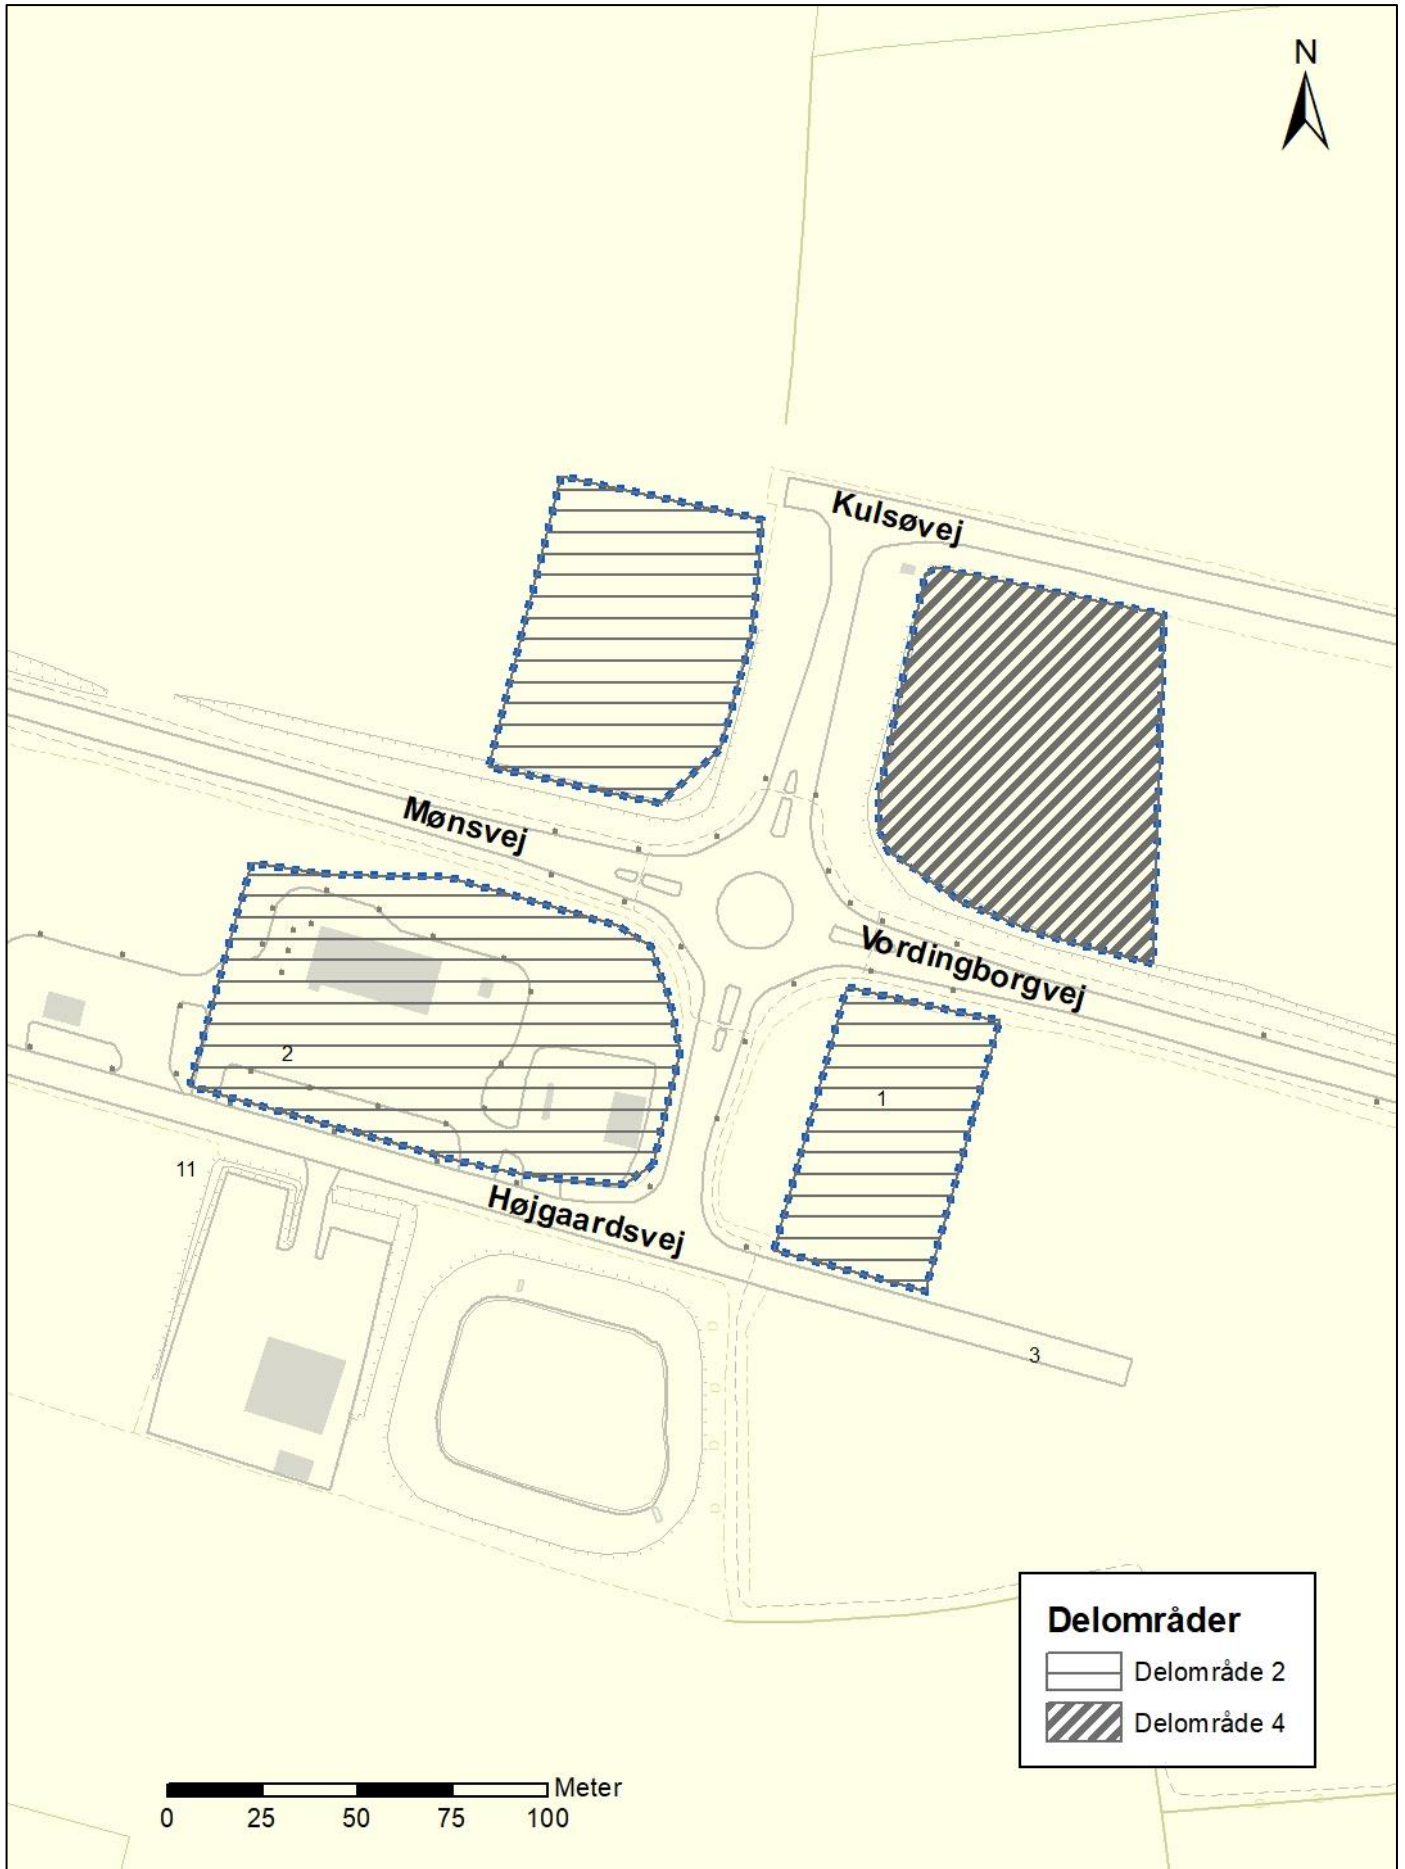 N
Kulsøvej
Mønsvej
Vordingborgvej
2
1
11
Højgaardsvej
3
Delområder
Delområde 2
Delområde 4
Meter
0 25 50 75 100